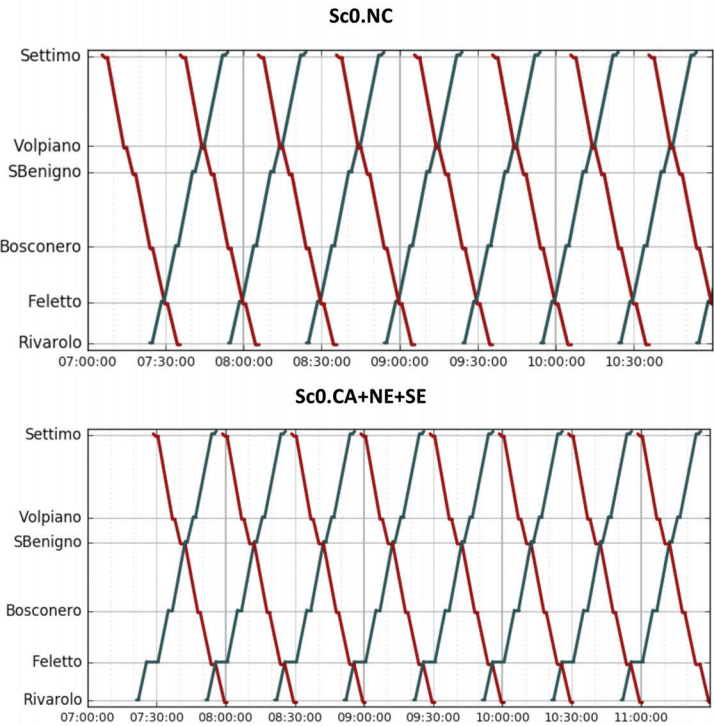 Sc0.NC
Settimo
Volpiano
SBenigno
Bosconero
Feletto
Rivarolo
07:00:00 07:30:00 08:00:00 08:30:00 09:00:00 09:30:00 10:00:00 10:30:00
Sc0.CA+NE+SE
Settimo
Volpiano
SBenigno
Bosconero
Feletto
Rivarolo
07:00:00 07:30:00 08:00:00 08:30:00 09:00:00 09:30:00 10:00:00 10:30:00 11:00:00